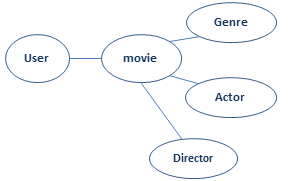 Genre
User
movie
Actor
Director